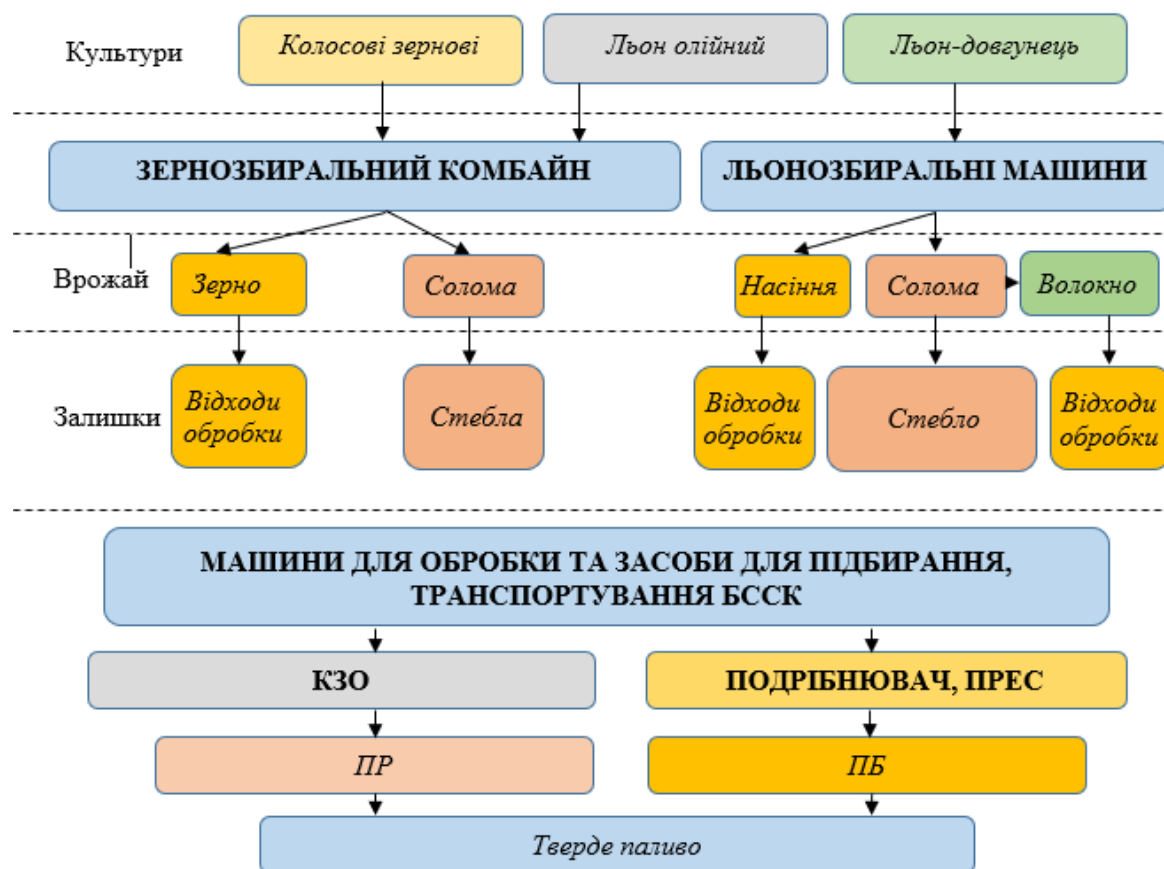 Культури
Колосові зернові
Льон олійний
Льон-довгунець
ЗЕРНОЗБИРАЛЬНИЙ КОМБАЙН
ЛЬОНОЗБИРАЛЬНІ МАШИНИ
Врожай
Зерно
Солома
Насіння
Солома
Волокно
Залишки
Відходи
обробки
Стебла
Відходи
обробки
Стебло
Відходи
обробки
МАШИНИ ДЛЯ ОБРОБКИ ТА ЗАСОБИ ДЛЯ ПІДБИРАННЯ,
ТРАНСПОРТУВАННЯ БССК
КЗО
ПОДРІБНЮВАЧ, ПРЕС
ПР
ПБ
Тверде паливо